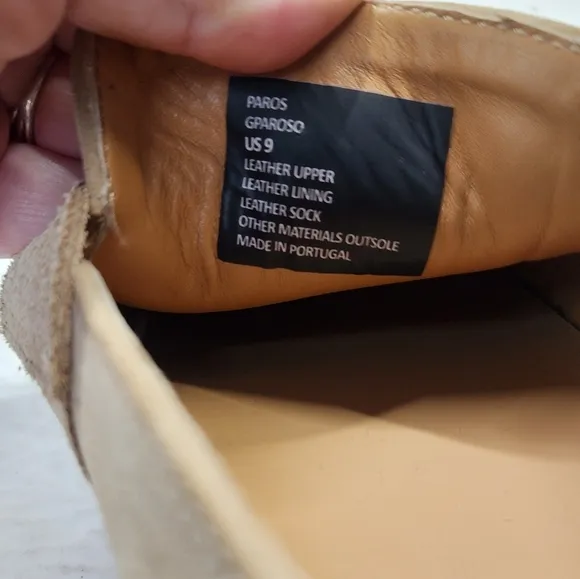 PAROS
GPAROSO
US 9
LEATHER UPPER
LEATHER LINING
LEATHER SOCK
OTHER MATERIALS OUTSOLE
MADE IN PORTUGAL